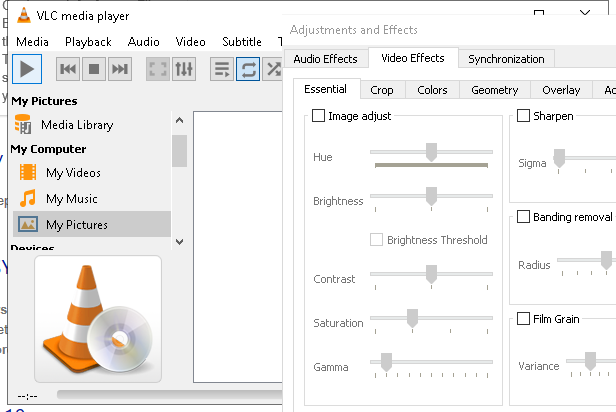 VLC media player
Media Playback Audio Video Subtitle
My Pictures
Media Library
My Computer
My Videos
My Music
My Pictures
Devices
--:--
Adjustments and Effects
Audio Effects Video Effects Synchronization
Essential Crop Colors Geometry Overlay
Image adjust
Hue
Brightness
Brightness Threshold
Contrast
Saturation
Gamma
Sharpen
Sigma
Banding removal
Radius
Film Grain
Variance